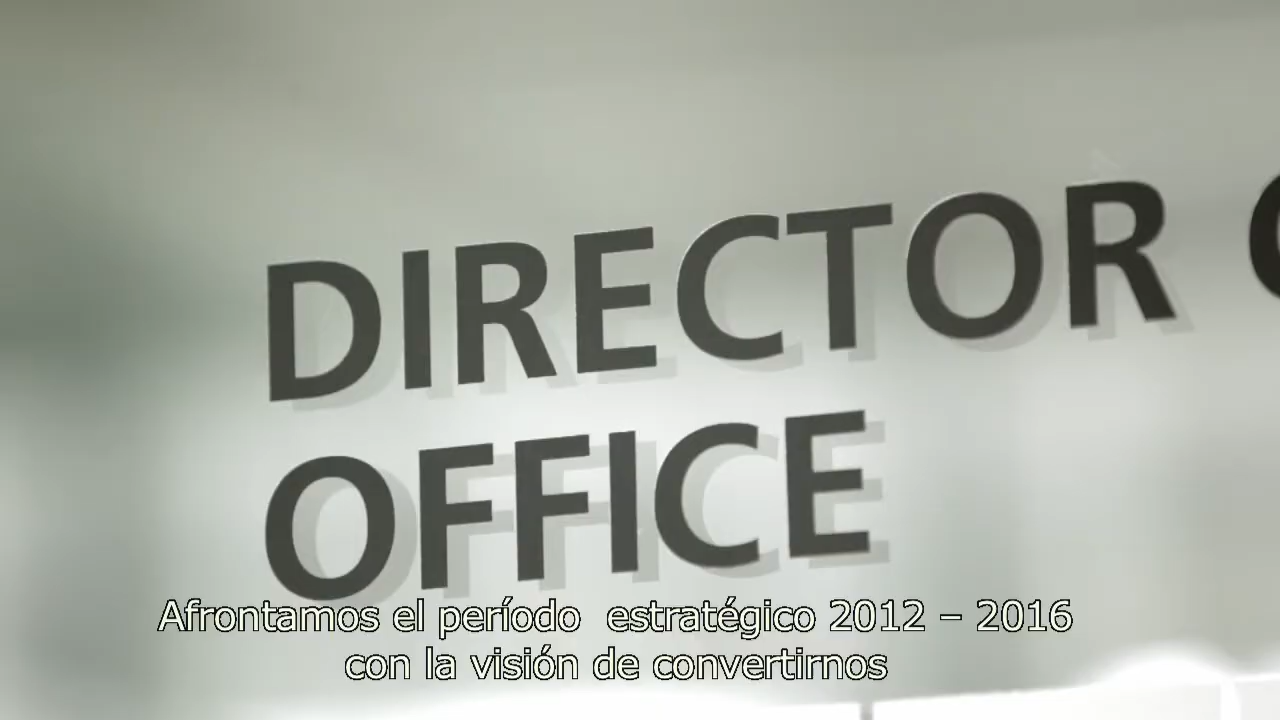 DIRECTOR
OFFICE
Afrontamos el período estratégico 2012 – 2016
con la visión de convertirnos